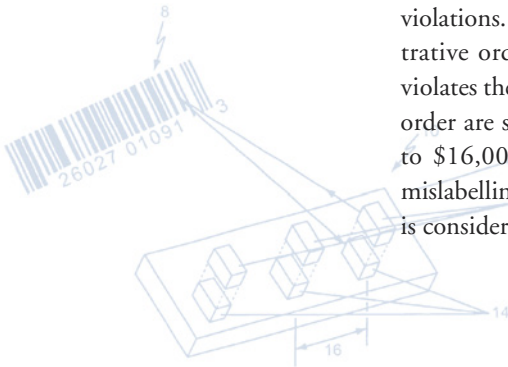 8
26027 01091
3
violations.
trative ord
violates the
order are s
to $16,00
mislabellin
is consider
14
16